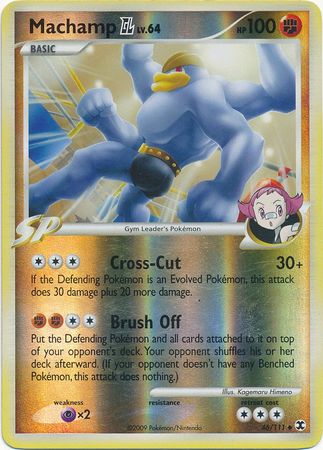 Machamp GL LV.64 HP 100
BASIC
SP
Gym Leader's Pokémon
Cross-Cut 30+
If the Defending Pokémon is an Evolved Pokémon, this attack
does 30 damage plus 20 more damage.
Brush Off
Put the Defending Pokémon and all cards attached to it on top
of your opponent's deck. Your opponent shuffles his or her
deck afterward. (If your opponent doesn't have any Benched
Pokémon, this attack does nothing.)
Illus. Kagemaru Himeno
weakness resistance retreat cost
×2
46/111
©2009 Pokémon/Nintendo